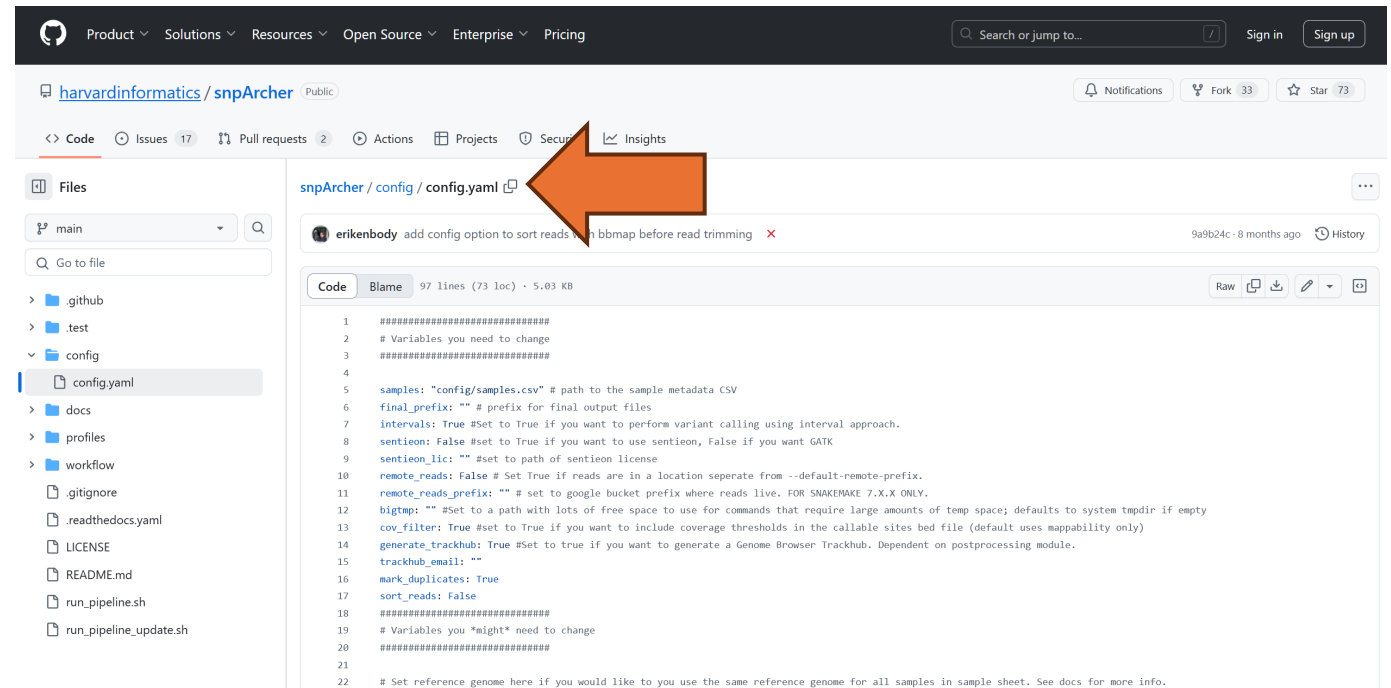 Product Solutions Resources Open Source Enterprise Pricing Search or jump to... / Sign in Sign up
harvardinformatics / snpArcher Public Notifications Fork 33 Star 73
Code Issues 17 Pull requests 2 Actions Projects Insights
Files
main
Go to file
.github
.test
config
config.yaml
docs
profiles
workflow
.gitignore
.readthedocs.yaml
LICENSE
README.md
run_pipeline.sh
run_pipeline_update.sh
snpArcher / config / config.yaml
erikenbody add config option to sort reads with bbmap before read trimming 9a9b24c · 8 months ago History
Code Blame 97 lines (73 loc) · 5.03 KB Raw
1 ##############################
2 # Variables you need to change
3 ##############################
4
5 samples: "config/samples.csv" # path to the sample metadata CSV
6 final_prefix: "" # prefix for final output files
7 intervals: True #Set to True if you want to perform variant calling using interval approach.
8 sentieon: False #set to True if you want to use sentieon, False if you want GATK
9 sentieon_lic: "" #set to path of sentieon license
10 remote_reads: False # Set True if reads are in a location seperate from --default-remote-prefix.
11 remote_reads_prefix: "" # set to google bucket prefix where reads live. FOR SNAKEMAKE 7.X.X ONLY.
12 bigtmp: "" #Set to a path with lots of free space to use for commands that require large amounts of temp space; defaults to system tmpdir if empty
13 cov_filter: True #set to True if you want to include coverage thresholds in the callable sites bed file (default uses mappability only)
14 generate_trackhub: True #Set to true if you want to generate a Genome Browser Trackhub. Dependent on postprocessing module.
15 trackhub_email: ""
16 mark_duplicates: True
17 sort_reads: False
18 ##############################
19 # Variables you *might* need to change
20 ##############################
21
22 # Set reference genome here if you would like to you use the same reference genome for all samples in sample sheet. See docs for more info.